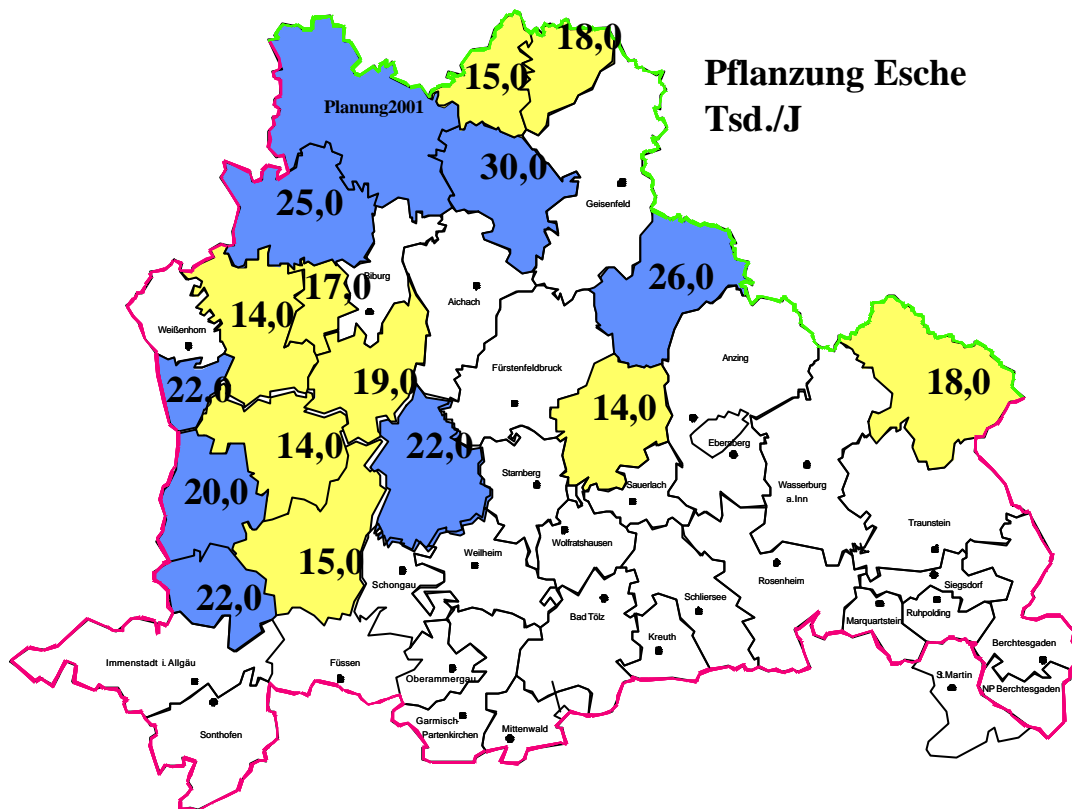 18,0
Pflanzung Esche
Tsd./J
15,0
Planung2001
30,0
25,0
Geisenfeld
26,0
17,0
Biburg
Aichach
14,0
Weißenhorn
Anzing
Fürstenfeldbruck
22,0
19,0
14,0
18,0
14,0
22,0
Ebersberg
Starnberg
Sauerlach
Wasserburg
a.Inn
20,0
Traunstein
Wolfratshausen
Weilheim
15,0
Schongau
Rosenheim
Siegsdorf
22,0
Schliersee
Ruhpolding
Bad Tölz
Marquartstein
Kreuth
Berchtesgaden
Immenstadt i. Allgäu
Füssen
Oberammergau
St.Martin
NP Berchtesgaden
Garmisch-
Partenkirchen
Mittenwald
Sonthofen